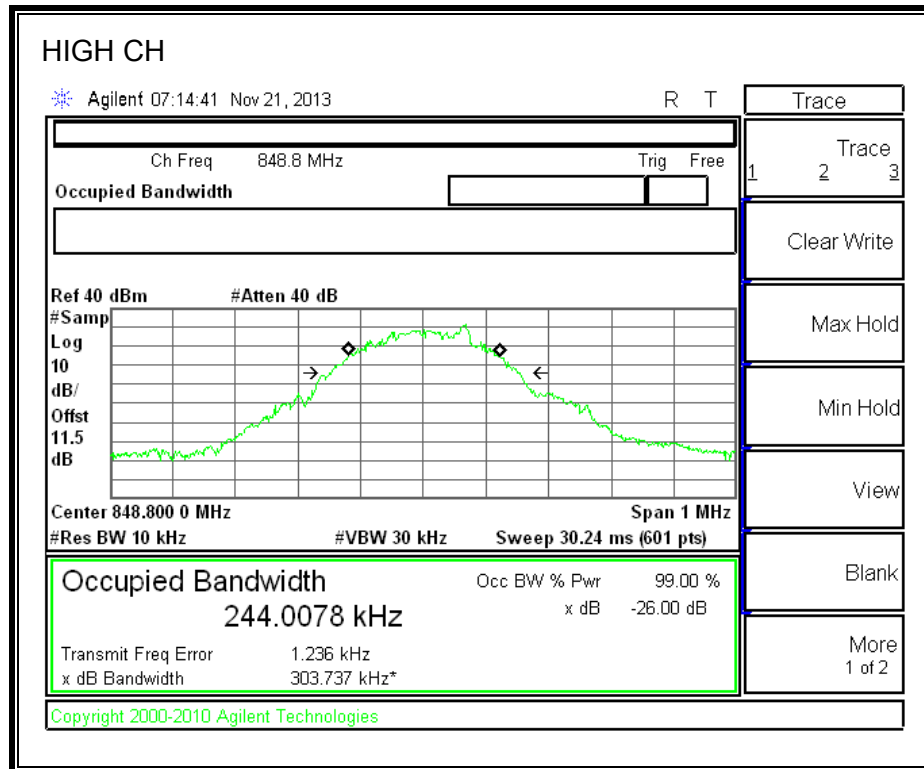 HIGH CH
Agilent 07:14:41 Nov 21, 2013 R T
Trace
Ch Freq 848.8 MHz Trig Free
Occupied Bandwidth
Trace
1 2 3
Clear Write
Max Hold
Min Hold
View
Blank
More
1 of 2
Ref 40 dBm #Atten 40 dB
#Samp
Log
10
dB/
Offst
11.5
dB
Center 848.800 0 MHz Span 1 MHz
#Res BW 10 kHz #VBW 30 kHz Sweep 30.24 ms (601 pts)
Occupied Bandwidth Occ BW % Pwr 99.00 %
244.0078 kHz x dB -26.00 dB
Transmit Freq Error 1.236 kHz
x dB Bandwidth 303.737 kHz*
Copyright 2000-2010 Agilent Technologies